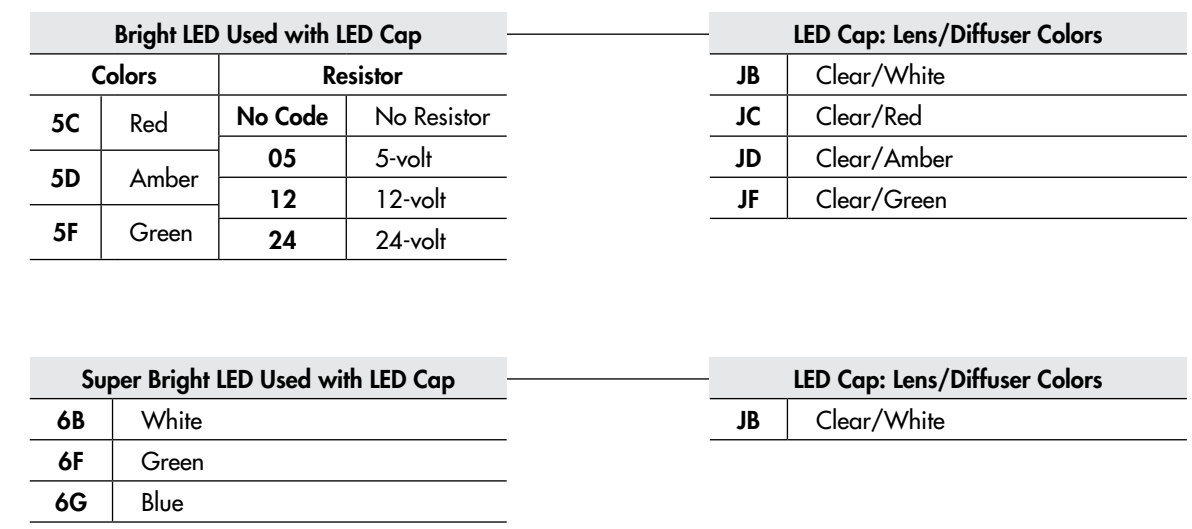 Bright LED Used with LED Cap
LED Cap: Lens/Diffuser Colors
Colors Resistor
5C Red
5D Amber
5F Green
No Code No Resistor
05 5-volt
12 12-volt
24 24-volt
JB Clear/White
JC Clear/Red
JD Clear/Amber
JF Clear/Green
Super Bright LED Used with LED Cap
LED Cap: Lens/Diffuser Colors
6B White
6F Green
6G Blue
JB Clear/White